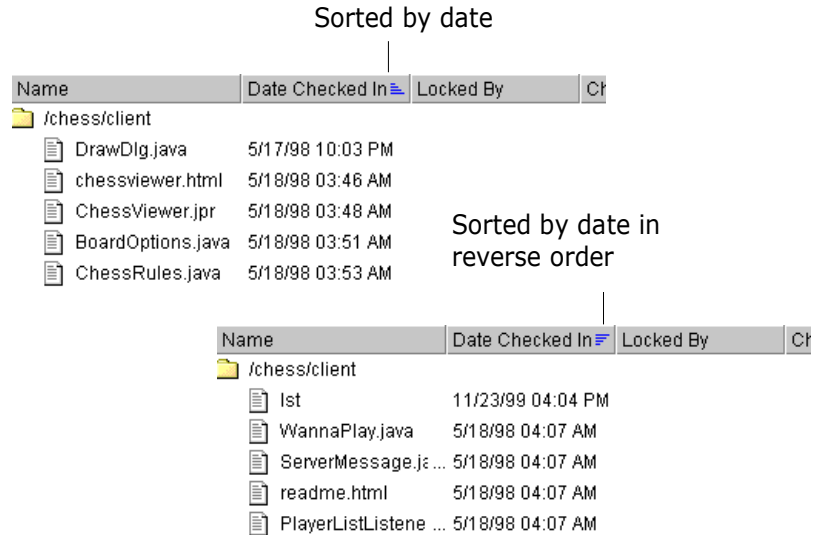 Sorted by date
Name Date Checked In Locked By Ch
/chess/client
DrawDlg.java 5/17/98 10:03 PM
chessviewer.html 5/18/98 03:46 AM
ChessViewer.jpr 5/18/98 03:48 AM
BoardOptions.java 5/18/98 03:51 AM
ChessRules.java 5/18/98 03:53 AM
Sorted by date in
reverse order
Name Date Checked In Locked By Ch
/chess/client
lst 11/23/99 04:04 PM
WannaPlay.java 5/18/98 04:07 AM
ServerMessage.ja... 5/18/98 04:07 AM
readme.html 5/18/98 04:07 AM
PlayerListListene ... 5/18/98 04:07 AM